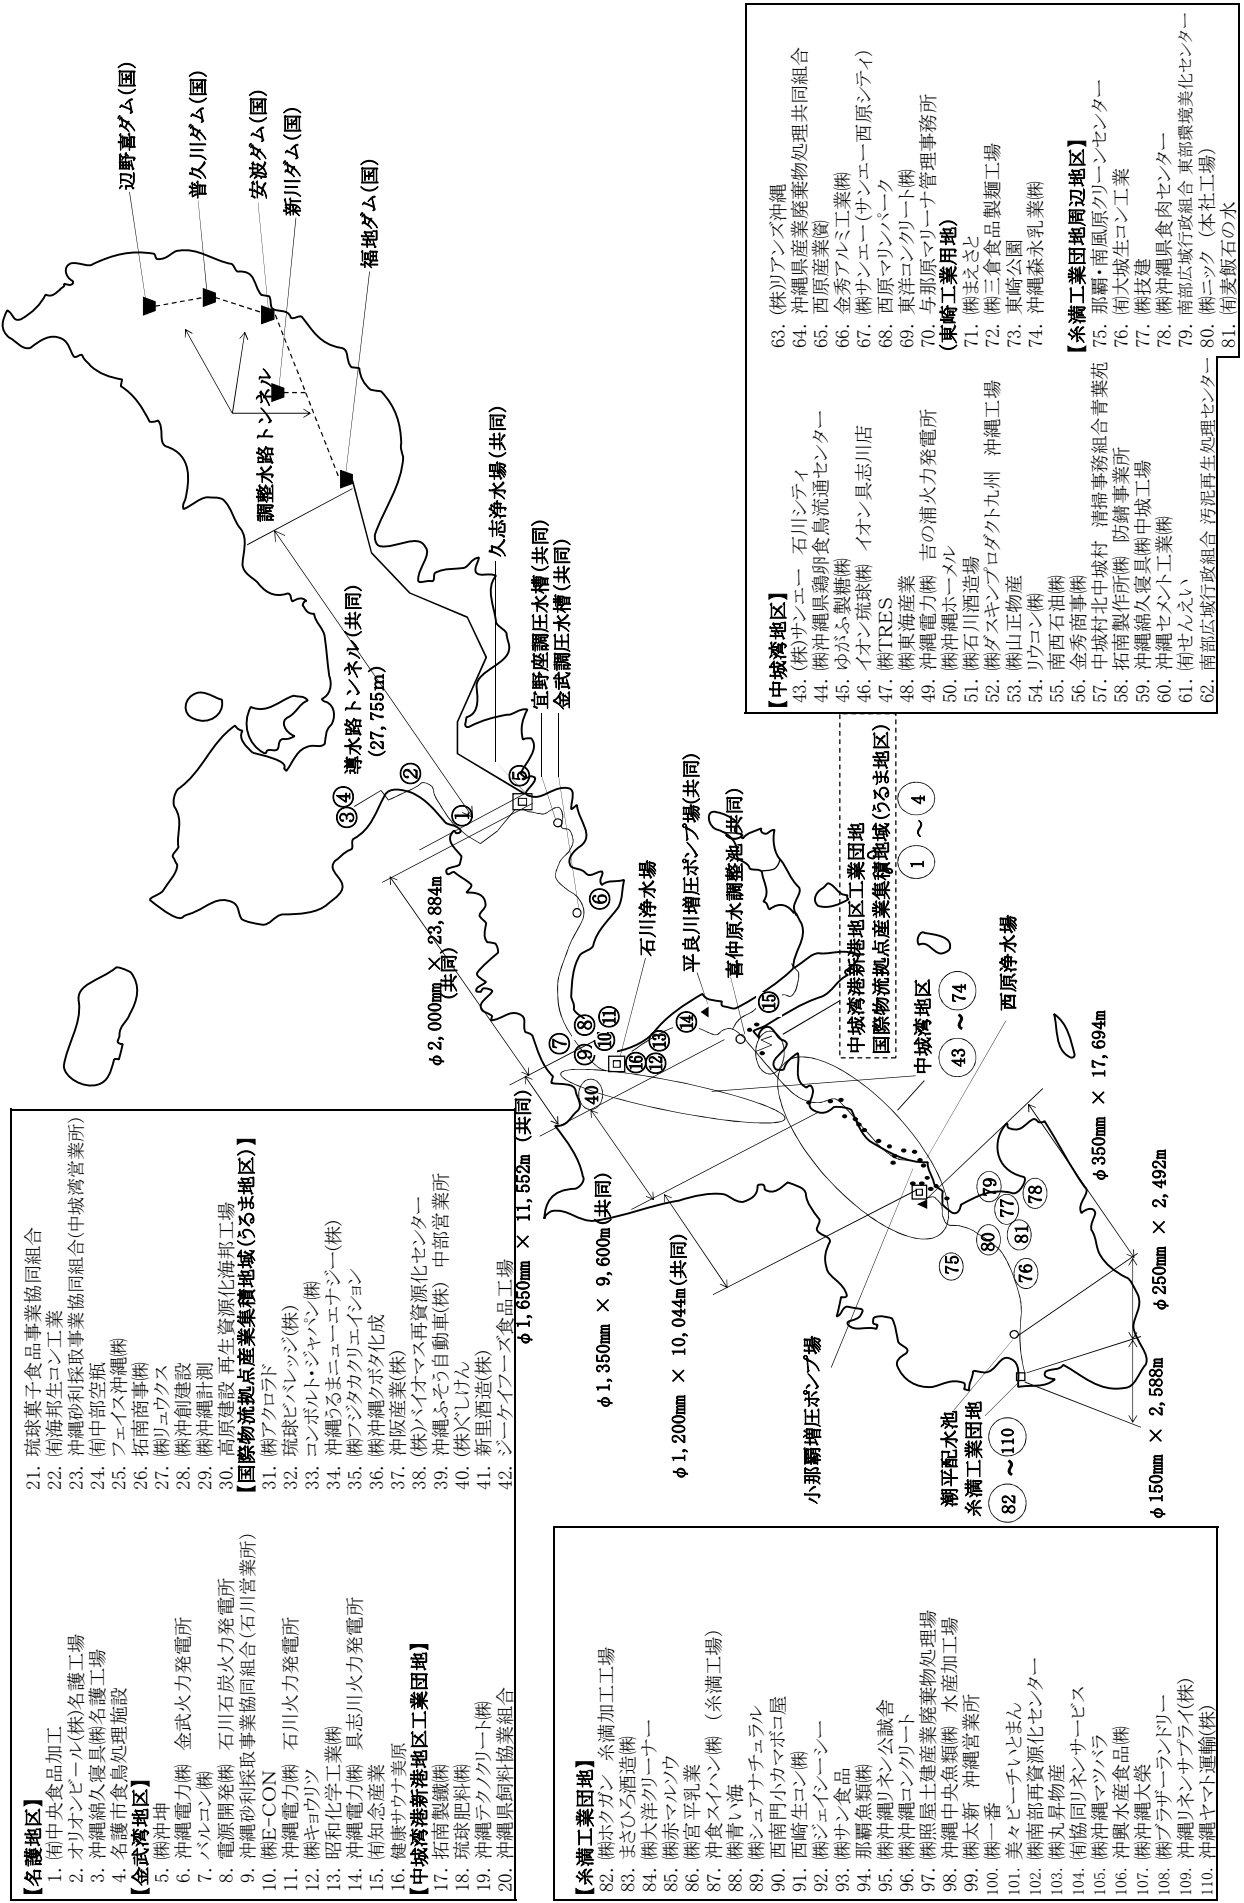 【名護地区】
1. ㈲中央食品加工
2. オリオンビール(株)名護工場
3. 沖縄綿久寝具㈱名護工場
4. 名護市食鳥処理施設
【金武湾地区】
5. ㈱沖坤
6. 沖縄電力㈱　金武火力発電所
7. バルコン㈱
8. 電源開発㈱　石川石炭火力発電所
9. 沖縄砂利採取事業協同組合(石川営業所)
10. ㈱E-CON
11. 沖縄電力㈱　石川火力発電所
12. ㈱キョウリツ
13. 昭和化学工業㈱
14. 沖縄電力㈱　具志川火力発電所
15. ㈲知念産業
16. 健康サウナ美原
【中城湾港新港地区工業団地】
17. 拓南製鐵㈱
18. 琉球肥料㈱
19. 沖縄テクノクリート㈱
20. 沖縄県飼料協業組合
21. 琉球菓子食品事業協同組合
22. ㈲海邦生コン工業
23. 沖縄砂利採取事業協同組合(中城湾営業所)
24. ㈲中部空瓶
25. フェイス沖縄㈱
26. 拓南商事㈱
27. ㈱リュウクス
28. ㈱沖創建設
29. ㈱沖縄計測
30. 高原建設 再生資源化海邦工場
【国際物流拠点産業集積地域(うるま地区)】
31. ㈱アクロラド
32. 琉球ビバレッジ(株)
33. コンボルト・ジャパン㈱
34. 沖縄うるまニューエナジー(株)
35. ㈱フジタカクリエイション
36. ㈱沖縄クボタ化成
37. 沖阪産業(株)
38. (株)バイオマス再資源化センター
39. 沖縄ふそう自動車(株) 中部営業所
40. (株)ぐしけん
41. 新里酒造(株)
42. ジーケイフーズ食品工場
【糸満工業団地】
82. ㈱ホクガン 糸満加工工場
83. まさひろ酒造㈱
84. ㈱大洋クリーナー
85. ㈱赤マルソウ
86. ㈱宮平乳業
87. 沖食スイハン㈱ (糸満工場)
88. ㈱青い海
89. ㈱シュアナチュラル
90. 西南門小カマボコ屋
91. 西崎生コン㈱
92. ㈱ジェイシーシー
93. ㈱サン食品
94. 那覇魚類㈱
95. ㈱沖縄リネン公誠舎
96. ㈱沖縄コンクリート
97. ㈱照屋土建産業廃棄物処理場
98. 沖縄中央魚類㈱ 水産加工場
99. ㈱太新　沖縄営業所
100. ㈱一番
101. 美々ビーチいとまん
102. ㈱南部再資源化センター
103. ㈱丸昇物産
104. ㈲協同リネンサービス
105. ㈱沖縄マツバラ
106. 沖興水産食品㈱
107. ㈱沖縄大榮
108. ㈱ブラザーランドリー
109. 沖縄リネンサプライ(株)
110. 沖縄ヤマト運輸(株)
辺野喜ダム(国)
普久川ダム(国)
安波ダム(国)
新川ダム(国)
福地ダム(国)
調整水路トンネル
導水路トンネル(共同)
(27,755m)
久志浄水場(共同)
宜野座調圧水槽(共同)
金武調圧水槽(共同)
③④
②
①
⑤
⑥
⑦
⑧
⑨
⑩
⑪
⑯
⑫
⑬
⑭
⑮
40
φ2,000mm × 23,884m
(共同)
φ1,650mm × 11,552m (共同)
φ1,350mm × 9,600m(共同)
φ1,200mm × 10,044m(共同)
石川浄水場
平良川増圧ポンプ場(共同)
喜仲原水調整池(共同)
中城湾港新港地区工業団地
国際物流拠点産業集積地域(うるま地区)
1 ～ 4
中城湾地区
43 ～ 74
西原浄水場
小那覇増圧ポンプ場
潮平配水池
糸満工業団地
82 ～ 110
75
76
77
78
79
80
81
φ350mm × 17,694m
φ250mm × 2,492m
φ150mm × 2,588m
【中城湾地区】
43. (株)サンエー　石川シティ
44. ㈱沖縄県鶏卵食鳥流通センター
45. ゆがふ製糖㈱
46. イオン琉球㈱　イオン具志川店
47. ㈱TRES
48. ㈱東海産業
49. 沖縄電力㈱　吉の浦火力発電所
50. ㈱沖縄ホーメル
51. ㈱石川酒造場
52. ㈱ダスキンプロダクト九州　沖縄工場
53. ㈱山正物産
54. リウコン㈱
55. 南西石油㈱
56. 金秀商事㈱
57. 中城村北中城村　清掃事務組合青葉苑
58. 拓南製作所㈱　防錆事業所
59. 沖縄綿久寝具㈱中城工場
60. 沖縄セメント工業㈱
61. ㈲せんえい
62. 南部広域行政組合 汚泥再生処理センター
63. (株)リアンズ沖縄
64. 沖縄県産業廃棄物処理共同組合
65. 西原産業㈾
66. 金秀アルミ工業㈱
67. ㈱サンエー(サンエー西原シティ)
68. 西原マリンパーク
69. 東洋コンクリート㈱
70. 与那原マリーナ管理事務所
(東崎工業用地)
71. ㈱まえさと
72. ㈱三倉食品製麺工場
73. 東崎公園
74. 沖縄森永乳業㈱
【糸満工業団地周辺地区】
75. 那覇・南風原クリーンセンター
76. ㈲大城生コン工業
77. ㈱技建
78. ㈱沖縄県食肉センター
79. 南部広域行政組合 東部環境美化センター
80. ㈱ニック (本社工場)
81. ㈲麦飯石の水